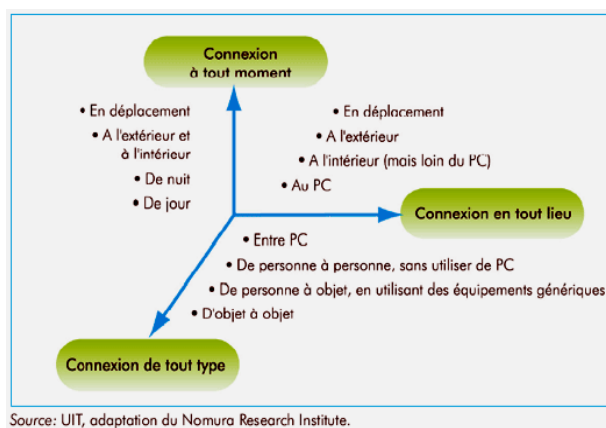 Connexion
à tout moment
• En déplacement
• A l'extérieur et
à l'intérieur
• De nuit
• De jour
• En déplacement
• A l'extérieur
• A l'intérieur (mais loin du PC)
• Au PC
Connexion en tout lieu
• Entre PC
• De personne à personne, sans utiliser de PC
• De personne à objet, en utilisant des équipements génériques
• D'objet à objet
Connexion de tout type
Source: UIT, adaptation du Nomura Research Institute.